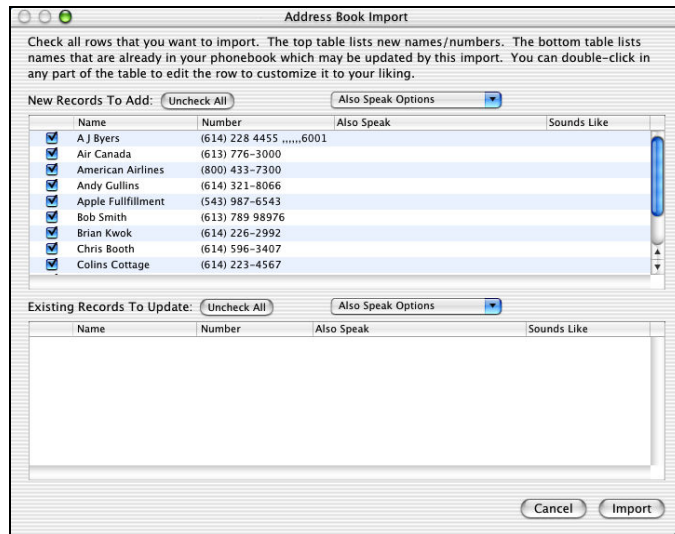 Address Book Import
Check all rows that you want to import. The top table lists new names/numbers. The bottom table lists
names that are already in your phonebook which may be updated by this import. You can double-click in
any part of the table to edit the row to customize it to your liking.
New Records To Add: Uncheck All Also Speak Options
Name Number Also Speak Sounds Like
A J Byers (614) 228 4455 ,,,,,,6001
Air Canada (613) 776-3000
American Airlines (800) 433-7300
Andy Gullins (614) 321-8066
Apple Fullfillment (543) 987-6543
Bob Smith (613) 789 98976
Brian Kwok (614) 226-2992
Chris Booth (614) 596-3407
Colins Cottage (614) 223-4567
Existing Records To Update: Uncheck All Also Speak Options
Name Number Also Speak Sounds Like
Cancel Import